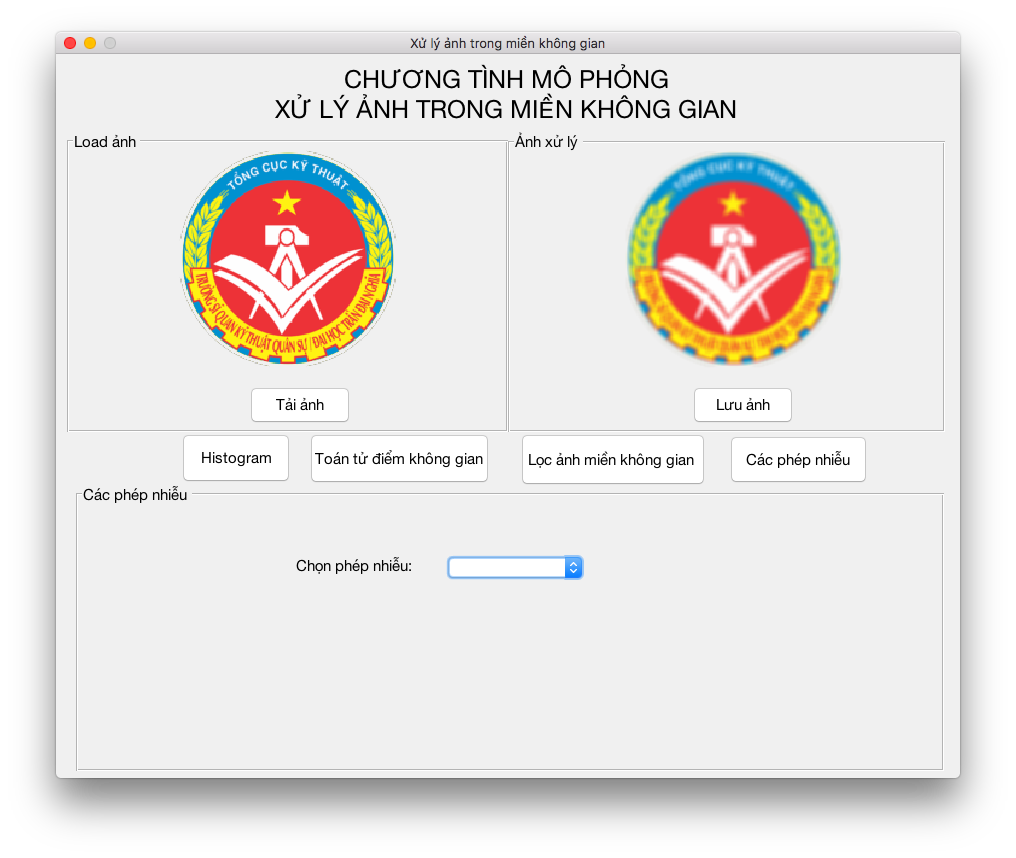 Xử lý ảnh trong miền không gian
CHƯƠNG TÌNH MÔ PHỎNG
XỬ LÝ ẢNH TRONG MIỀN KHÔNG GIAN
Load ảnh
TỔNG CỤC KỸ THUẬT
TRƯỜNG SĨ QUAN KỸ THUẬT QUÂN SỰ / ĐẠI HỌC TRẦN ĐẠI NGHĨA
Tải ảnh
Ảnh xử lý
TỔNG CỤC KỸ THUẬT
Lưu ảnh
Histogram
Toán tử điểm không gian
Lọc ảnh miền không gian
Các phép nhiễu
Các phép nhiễu
Chọn phép nhiễu: